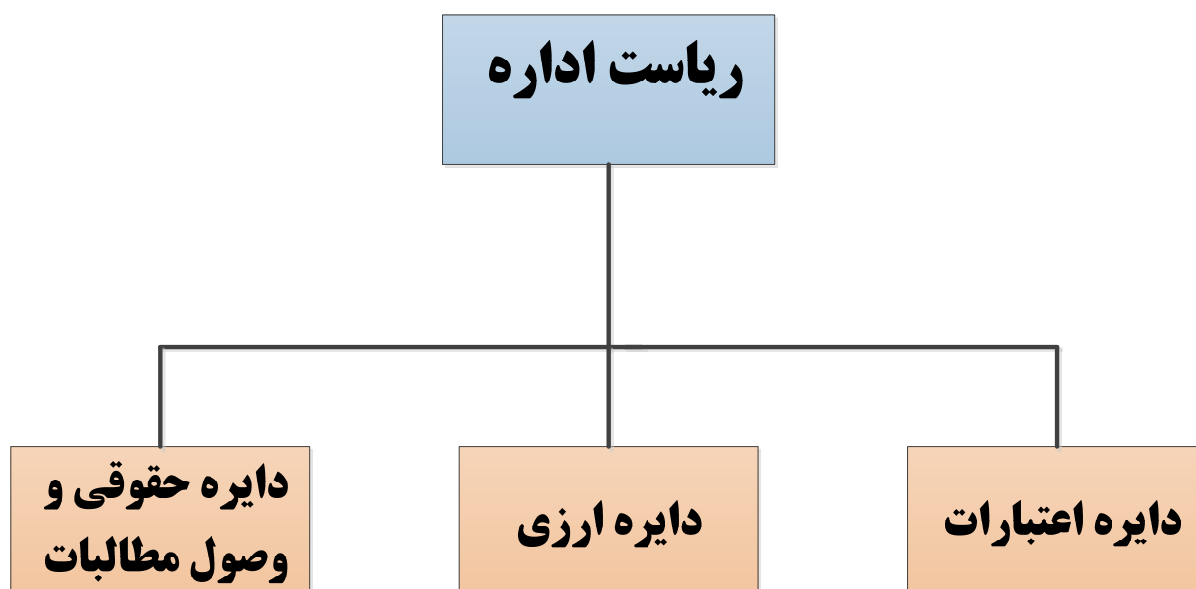 ریاست اداره
دایره اعتبارات
دایره ارزی
دایره حقوقی و
وصول مطالبات